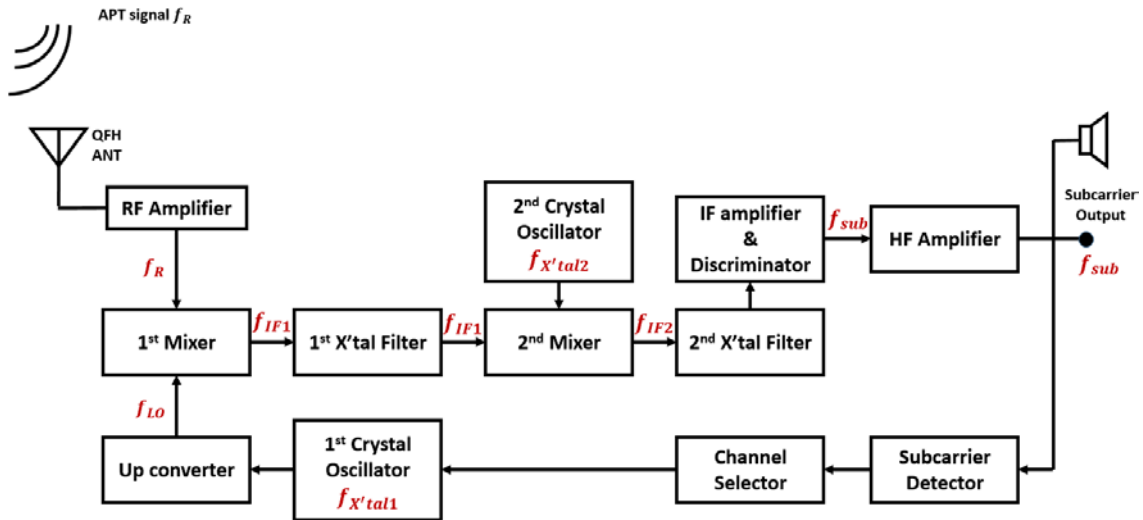 APT signal f_R
QFH
ANT
RF Amplifier
f_R
2nd Crystal
Oscillator
f_X'tal2
IF amplifier
&
Discriminator
f_sub
HF Amplifier
Subcarrier
Output
f_sub
1st Mixer
f_IF1
1st X'tal Filter
f_IF1
2nd Mixer
f_IF2
2nd X'tal Filter
f_LO
Up converter
1st Crystal
Oscillator
f_X'tal1
Channel
Selector
Subcarrier
Detector